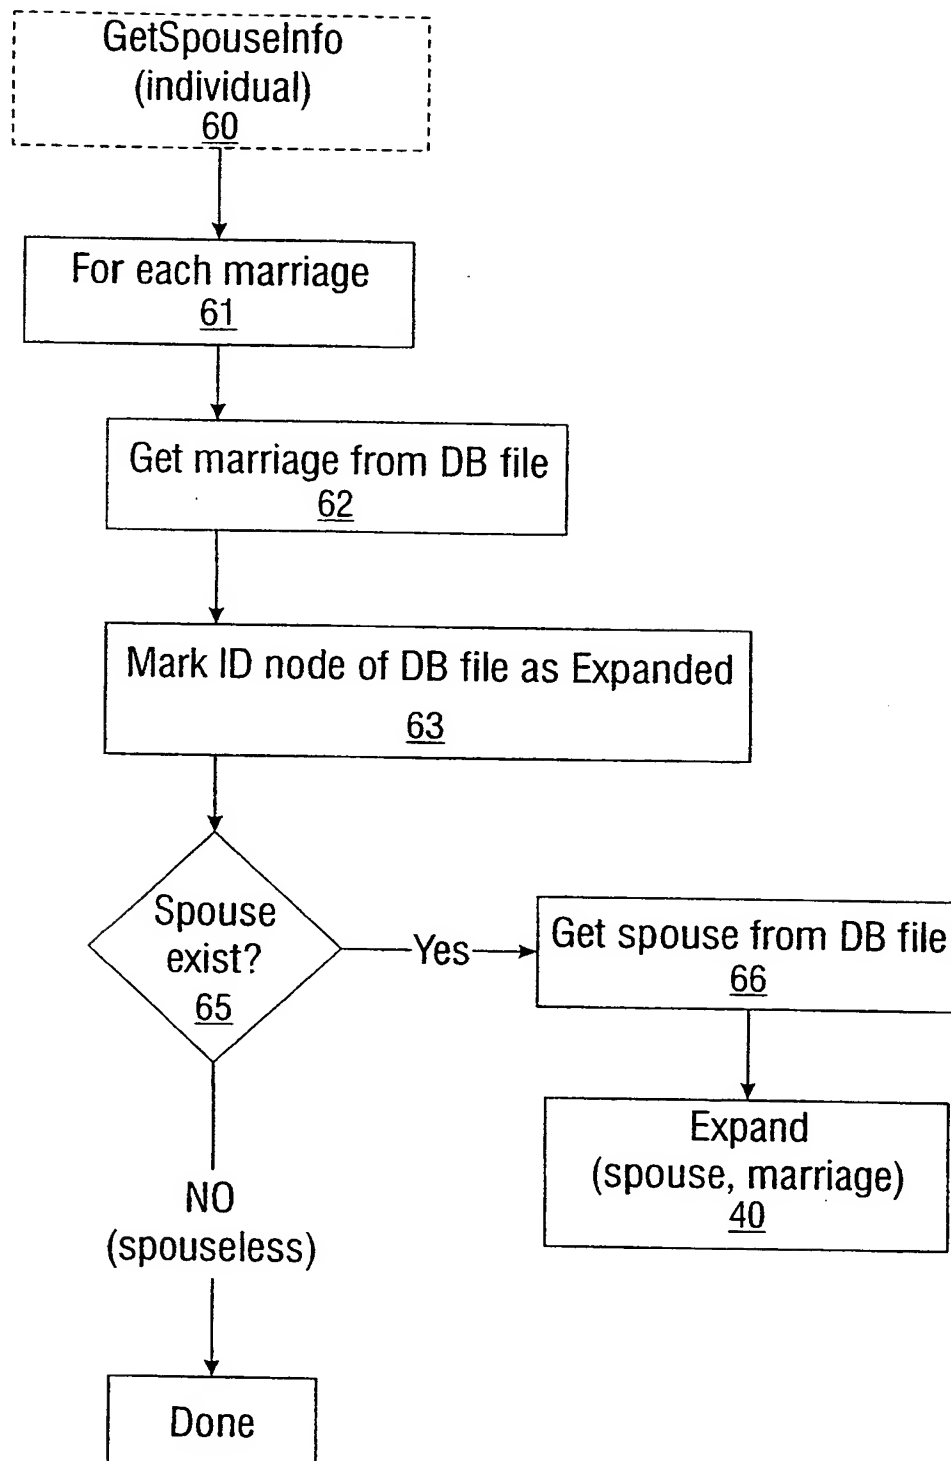 GetSpouseInfo
(individual)
60
For each marriage
61
Get marriage from DB file
62
Mark ID node of DB file as Expanded
63
Spouse
exist?
65
Yes
Get spouse from DB file
66
Expand
(spouse, marriage)
40
NO
(spouseless)
Done